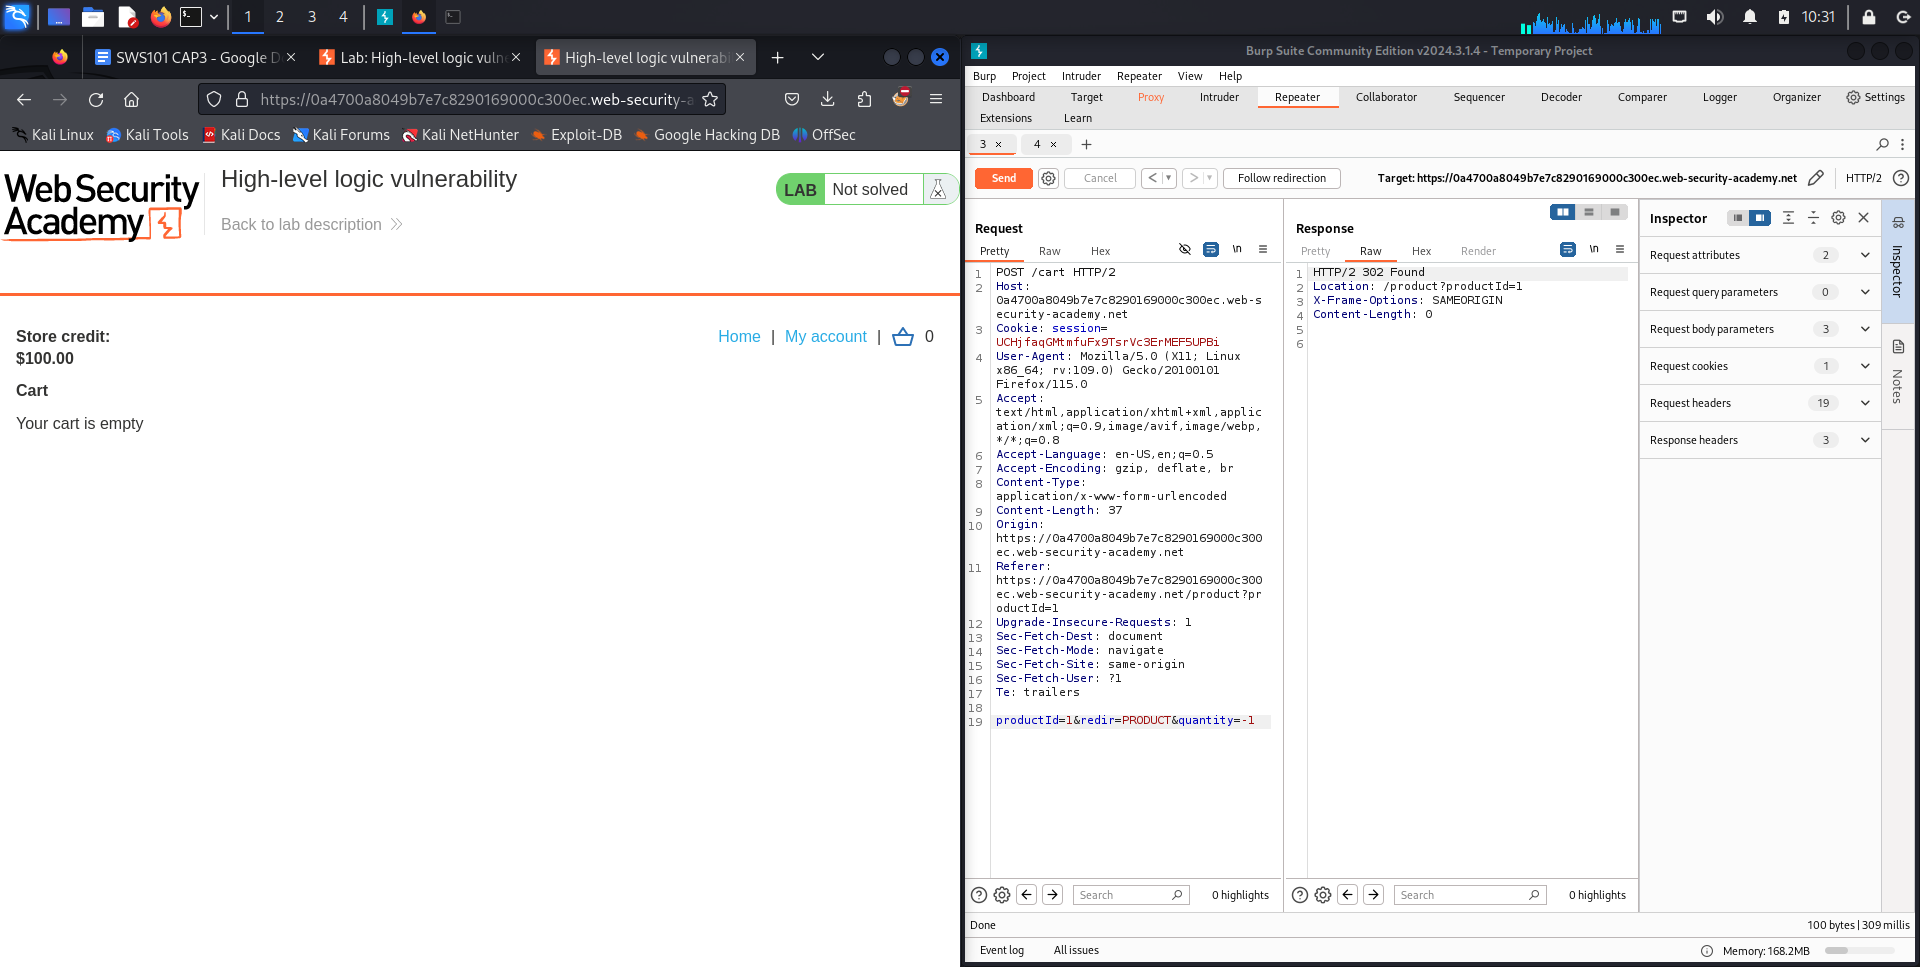 1 2 3 4 10:31
SWS101 CAP3 - Google D
Lab: High-level logic vuln
High-level logic vulnerabi
https://0a4700a8049b7e7c8290169000c300ec.web-security-a
Kali Linux Kali Tools Kali Docs Kali Forums Kali NetHunter Exploit-DB Google Hacking DB OffSec
Web Security Academy
High-level logic vulnerability
Back to lab description
LAB Not solved
Store credit:
$100.00
Home | My account | 0
Cart
Your cart is empty
Burp Suite Community Edition v2024.3.1.4 - Temporary Project
Burp Project Intruder Repeater View Help
Dashboard Target Proxy Intruder Repeater Collaborator Sequencer Decoder Comparer Logger Organizer Settings
Extensions Learn
3 × 4 × +
Send Cancel < > Follow redirection Target: https://0a4700a8049b7e7c8290169000c300ec.web-security-academy.net HTTP/2
Request
Pretty Raw Hex \n
1 POST /cart HTTP/2
2 Host:
0a4700a8049b7e7c8290169000c300ec.web-s
ecurity-academy.net
3 Cookie: session=
UCHjfaqGMtmfuFx9TsrVc3ErMEF5UPBi
4 User-Agent: Mozilla/5.0 (X11; Linux
x86_64; rv:109.0) Gecko/20100101
Firefox/115.0
5 Accept:
text/html,application/xhtml+xml,applic
ation/xml;q=0.9,image/avif,image/webp,
*/*;q=0.8
6 Accept-Language: en-US,en;q=0.5
7 Accept-Encoding: gzip, deflate, br
8 Content-Type:
application/x-www-form-urlencoded
9 Content-Length: 37
10 Origin:
https://0a4700a8049b7e7c8290169000c300
ec.web-security-academy.net
11 Referer:
https://0a4700a8049b7e7c8290169000c300
ec.web-security-academy.net/product?pr
oductId=1
12 Upgrade-Insecure-Requests: 1
13 Sec-Fetch-Dest: document
14 Sec-Fetch-Mode: navigate
15 Sec-Fetch-Site: same-origin
16 Sec-Fetch-User: ?1
17 Te: trailers
18
19 productId=1&redir=PRODUCT&quantity=-1
Search 0 highlights
Response
Pretty Raw Hex Render \n
1 HTTP/2 302 Found
2 Location: /product?productId=1
3 X-Frame-Options: SAMEORIGIN
4 Content-Length: 0
5
6
Search 0 highlights
Inspector
Request attributes 2
Request query parameters 0
Request body parameters 3
Request cookies 1
Request headers 19
Response headers 3
Inspector
Notes
Done 100 bytes | 309 millis
Event log All issues Memory: 168.2MB